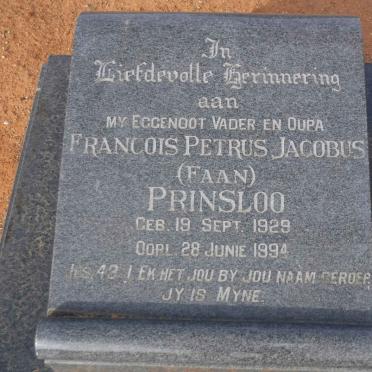 In
Liefdevolle Herinnering
aan
MY EGGENOOT VADER EN OUPA
FRANCOIS PETRUS JACOBUS
(FAAN)
PRINSLOO
GEB. 19 SEPT. 1929
OORL. 28 JUNIE 1994
JES. 43:1 EK HET JOU BY JOU NAAM GEROEP
JY IS MYNE.